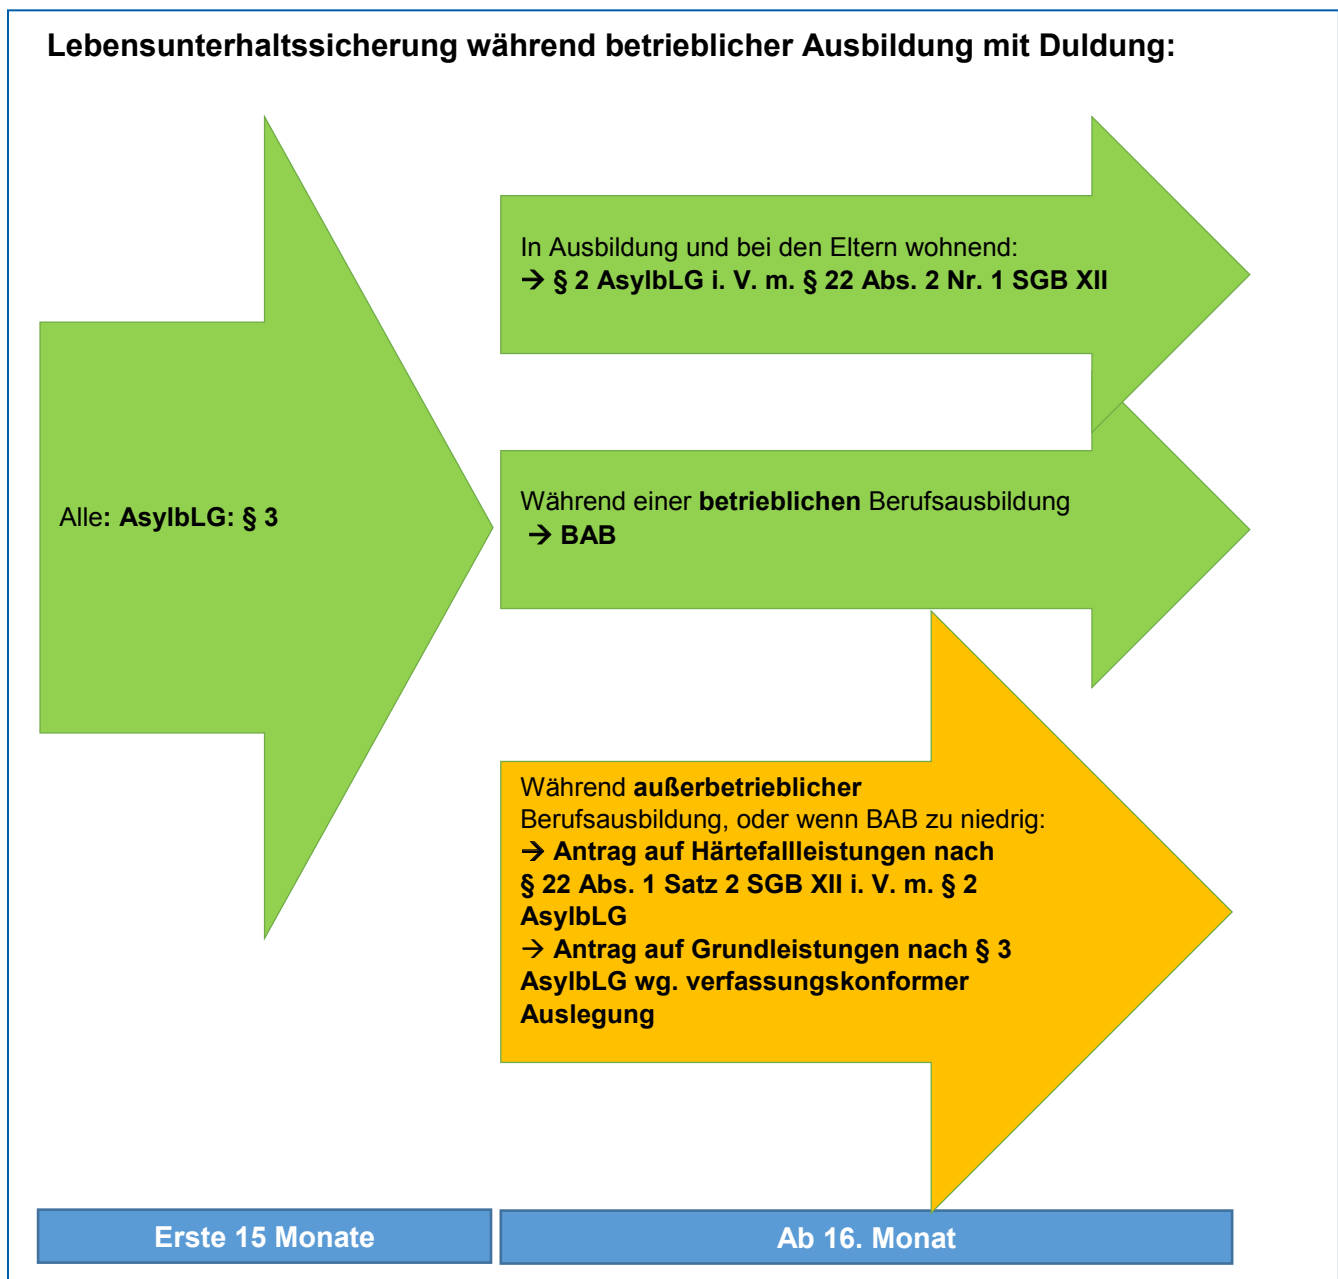 Lebensunterhaltssicherung während betrieblicher Ausbildung mit Duldung:
In Ausbildung und bei den Eltern wohnend:
→ § 2 AsylbLG i. V. m. § 22 Abs. 2 Nr. 1 SGB XII
Alle: AsylbLG: § 3
Während einer betrieblichen Berufsausbildung
→ BAB
Während außerbetrieblicher
Berufsausbildung, oder wenn BAB zu niedrig:
→ Antrag auf Härtefallleistungen nach
§ 22 Abs. 1 Satz 2 SGB XII i. V. m. § 2
AsylbLG
→ Antrag auf Grundleistungen nach § 3
AsylbLG wg. verfassungskonformer
Auslegung
Erste 15 Monate
Ab 16. Monat